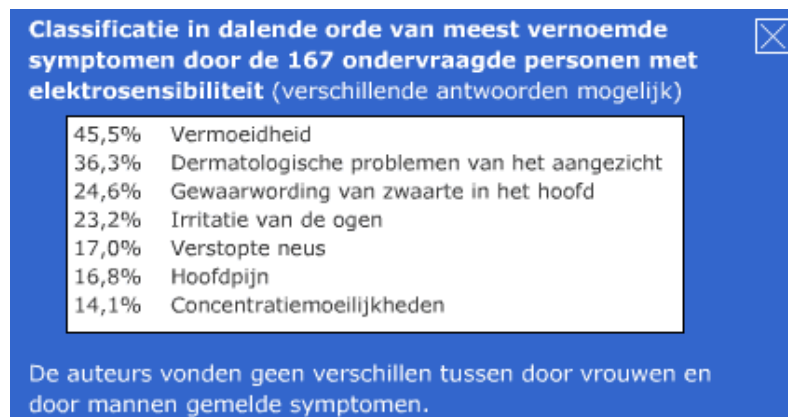 Classificatie in dalende orde van meest vernoemde
symptomen door de 167 ondervraagde personen met
elektrosensibiliteit (verschillende antwoorden mogelijk)
45,5% Vermoeidheid
36,3% Dermatologische problemen van het aangezicht
24,6% Gewaarwording van zwaarte in het hoofd
23,2% Irritatie van de ogen
17,0% Verstopte neus
16,8% Hoofdpijn
14,1% Concentratiemoeilijkheden
De auteurs vonden geen verschillen tussen door vrouwen en
door mannen gemelde symptomen.